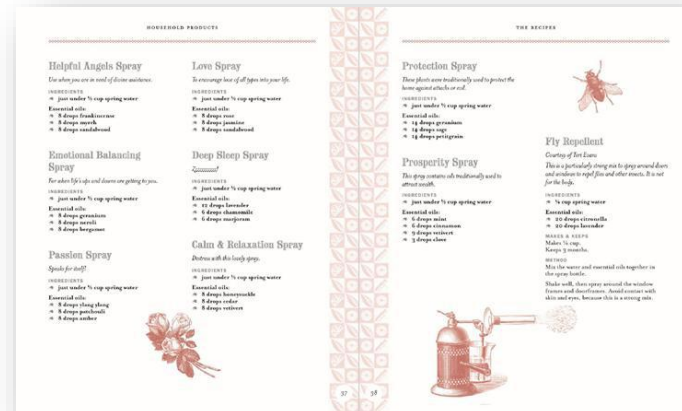 HOUSEHOLD PRODUCTS
Helpful Angels Spray
Use when you are in need of divine assistance.
INGREDIENTS
just under ½ cup spring water
Essential oils:
8 drops frankincense
8 drops myrrh
8 drops sandalwood
Emotional Balancing
Spray
For when life's ups and downs are getting to you.
INGREDIENTS
just under ½ cup spring water
Essential oils:
8 drops geranium
8 drops neroli
8 drops bergamot
Passion Spray
Speaks for itself!
INGREDIENTS
just under ½ cup spring water
Essential oils:
8 drops ylang ylang
8 drops patchouli
8 drops amber
Love Spray
To encourage love of all types into your life.
INGREDIENTS
just under ½ cup spring water
Essential oils:
8 drops rose
8 drops jasmine
8 drops sandalwood
Deep Sleep Spray
INGREDIENTS
just under ½ cup spring water
Essential oils:
12 drops lavender
6 drops chamomile
6 drops marjoram
Calm & Relaxation Spray
Destress with this lovely spray.
INGREDIENTS
just under ½ cup spring water
Essential oils:
8 drops honeysuckle
8 drops cedar
8 drops vetivert
37
38
THE RECIPES
Protection Spray
These plants were traditionally used to protect the
home against attacks or evil.
INGREDIENTS
just under ½ cup spring water
Essential oils:
14 drops geranium
14 drops sage
14 drops petitgrain
Prosperity Spray
This spray contains oils traditionally used to
attract wealth.
INGREDIENTS
just under ½ cup spring water
Essential oils:
6 drops mint
6 drops cinnamon
9 drops vetivert
3 drops clove
Fly Repellent
Courtesy of Tori Evans
This is a particularly strong mix to spray around doors
and windows to repel flies and other insects. It is not
for the body.
INGREDIENTS
cup spring water
Essential oils:
20 drops citronella
20 drops lavender
MAKES & KEEPS
Makes cup.
Keeps 3 months.
METHOD
Mix the water and essential oils together in
the spray bottle.
Shake well, then spray around the window
frames and doorframes. Avoid contact with
skin and eyes, because this is a strong mix.